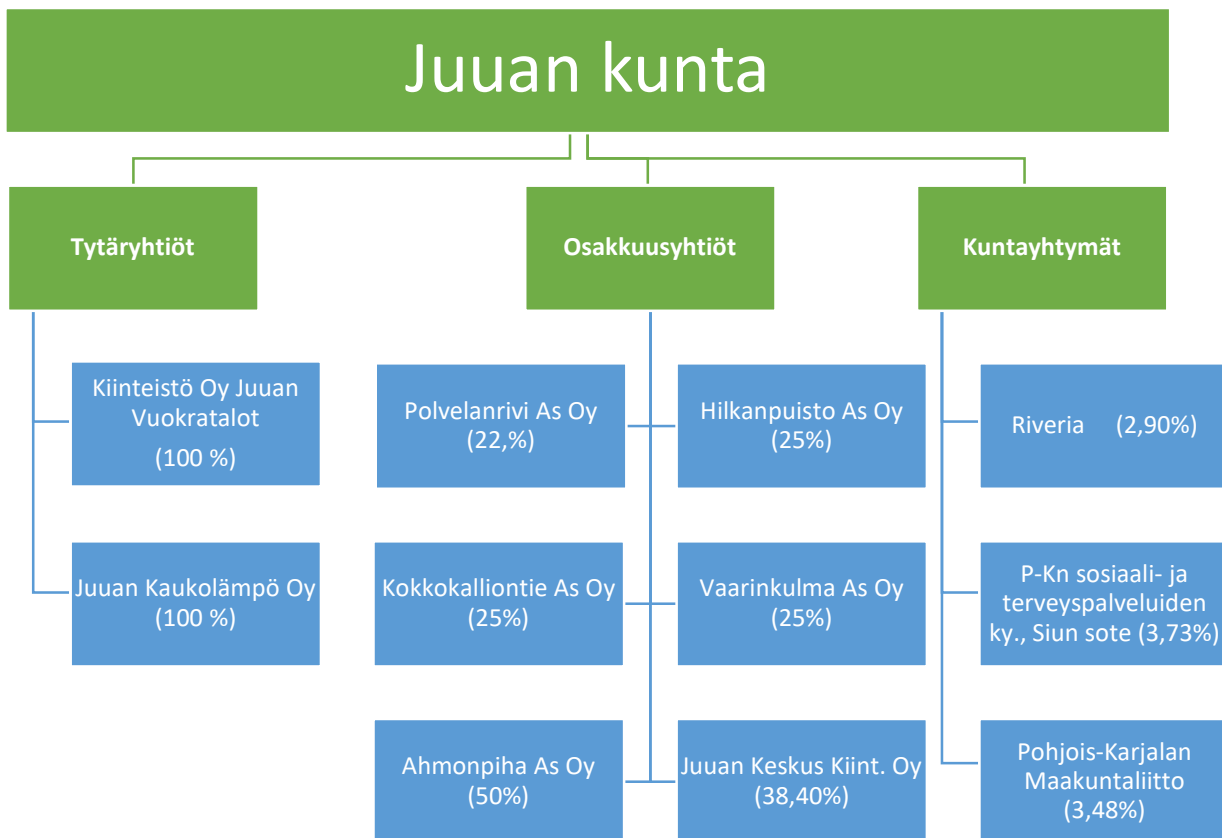 Juuan kunta
Tytäryhtiöt
Kiinteistö Oy Juuan
Vuokratalot
(100 %)
Juuan Kaukolämpö Oy
(100 %)
Osakkuusyhtiöt
Polvelanrivi As Oy
(22,%)
Hilkanpuisto As Oy
(25%)
Kokkokalliontie As Oy
(25%)
Vaarinkulma As Oy
(25%)
Ahmonpiha As Oy
(50%)
Juuan Keskus Kiint. Oy
(38,40%)
Kuntayhtymät
Riveria (2,90%)
P-Kn sosiaali- ja
terveyspalveluiden
ky., Siun sote (3,73%)
Pohjois-Karjalan
Maakuntaliitto
(3,48%)